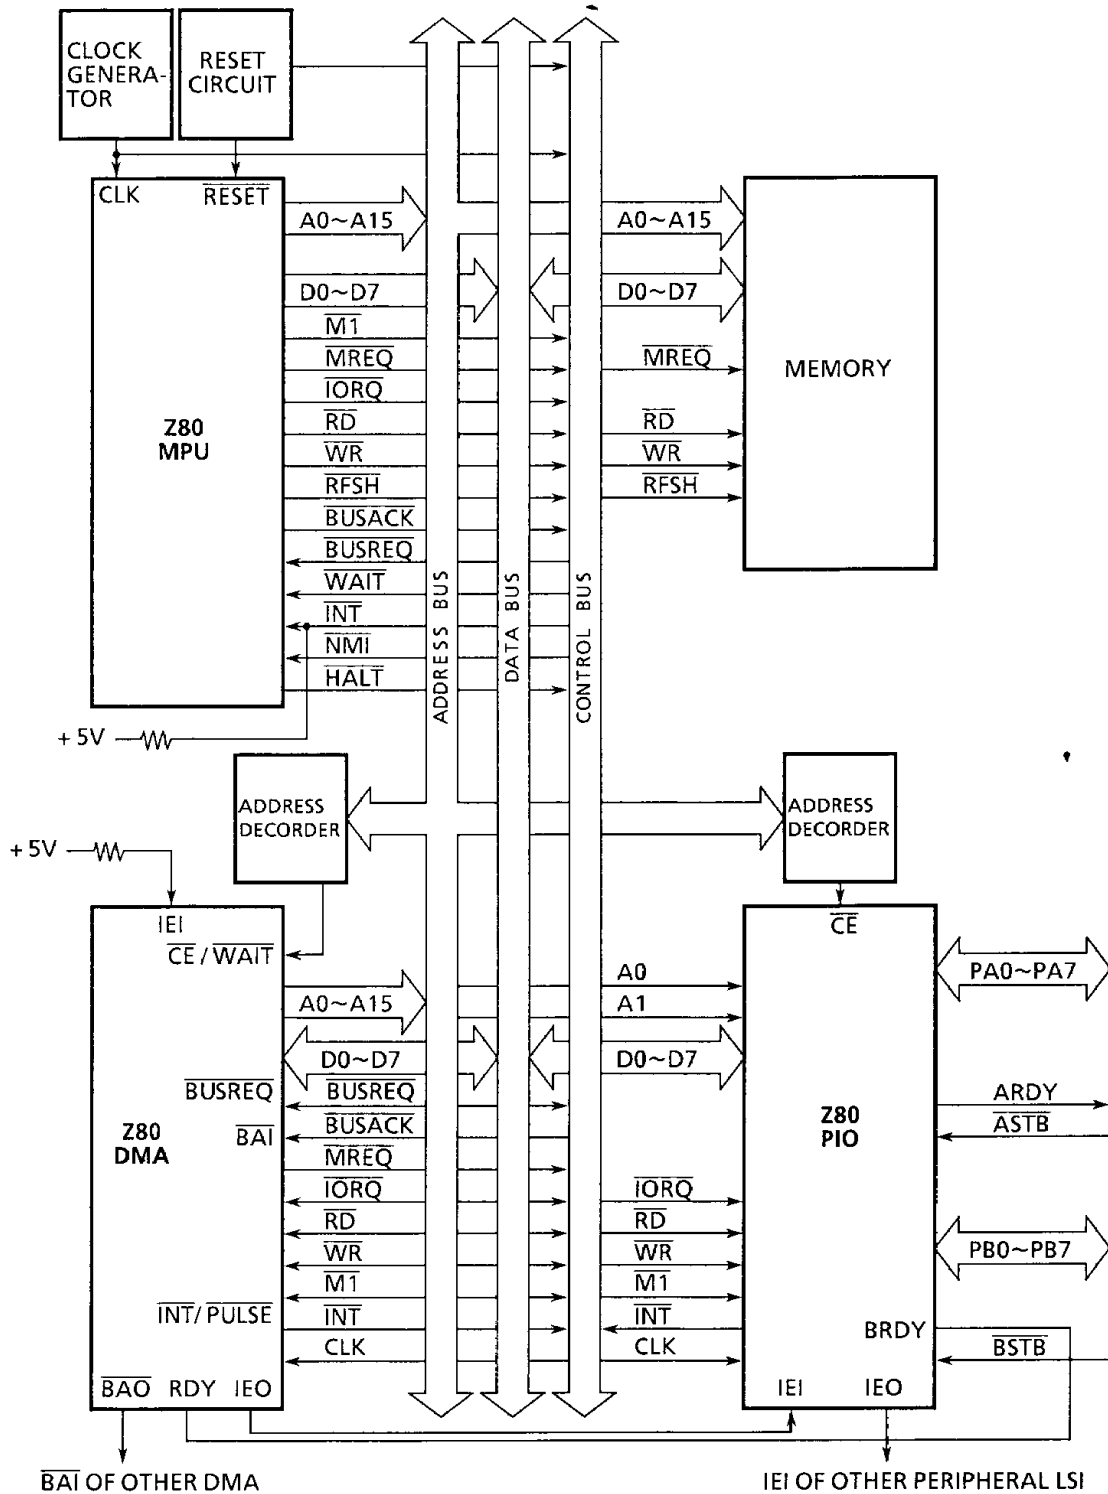 CLOCK
GENERA-
TOR
RESET
CIRCUIT
CLK
RESET
Z80
MPU
A0~A15
D0~D7
M1
MREQ
IORQ
RD
WR
RFSH
BUSACK
BUSREQ
WAIT
INT
NMI
HALT
+5V
ADDRESS BUS
DATA BUS
CONTROL BUS
A0~A15
D0~D7
MREQ
RD
WR
RFSH
MEMORY
ADDRESS
DECORDER
ADDRESS
DECORDER
+5V
IEI
CE/WAIT
A0~A15
D0~D7
BUSREQ
BUSREQ
BAI
BUSACK
Z80
DMA
MREQ
IORQ
RD
WR
M1
INT/PULSE
INT
CLK
BAO RDY IEO
BAI OF OTHER DMA
CE
A0
A1
D0~D7
Z80
PIO
IORQ
RD
WR
M1
INT
CLK
PA0~PA7
ARDY
ASTB
PB0~PB7
BRDY
BSTB
IEI IEO
IEI OF OTHER PERIPHERAL LSI